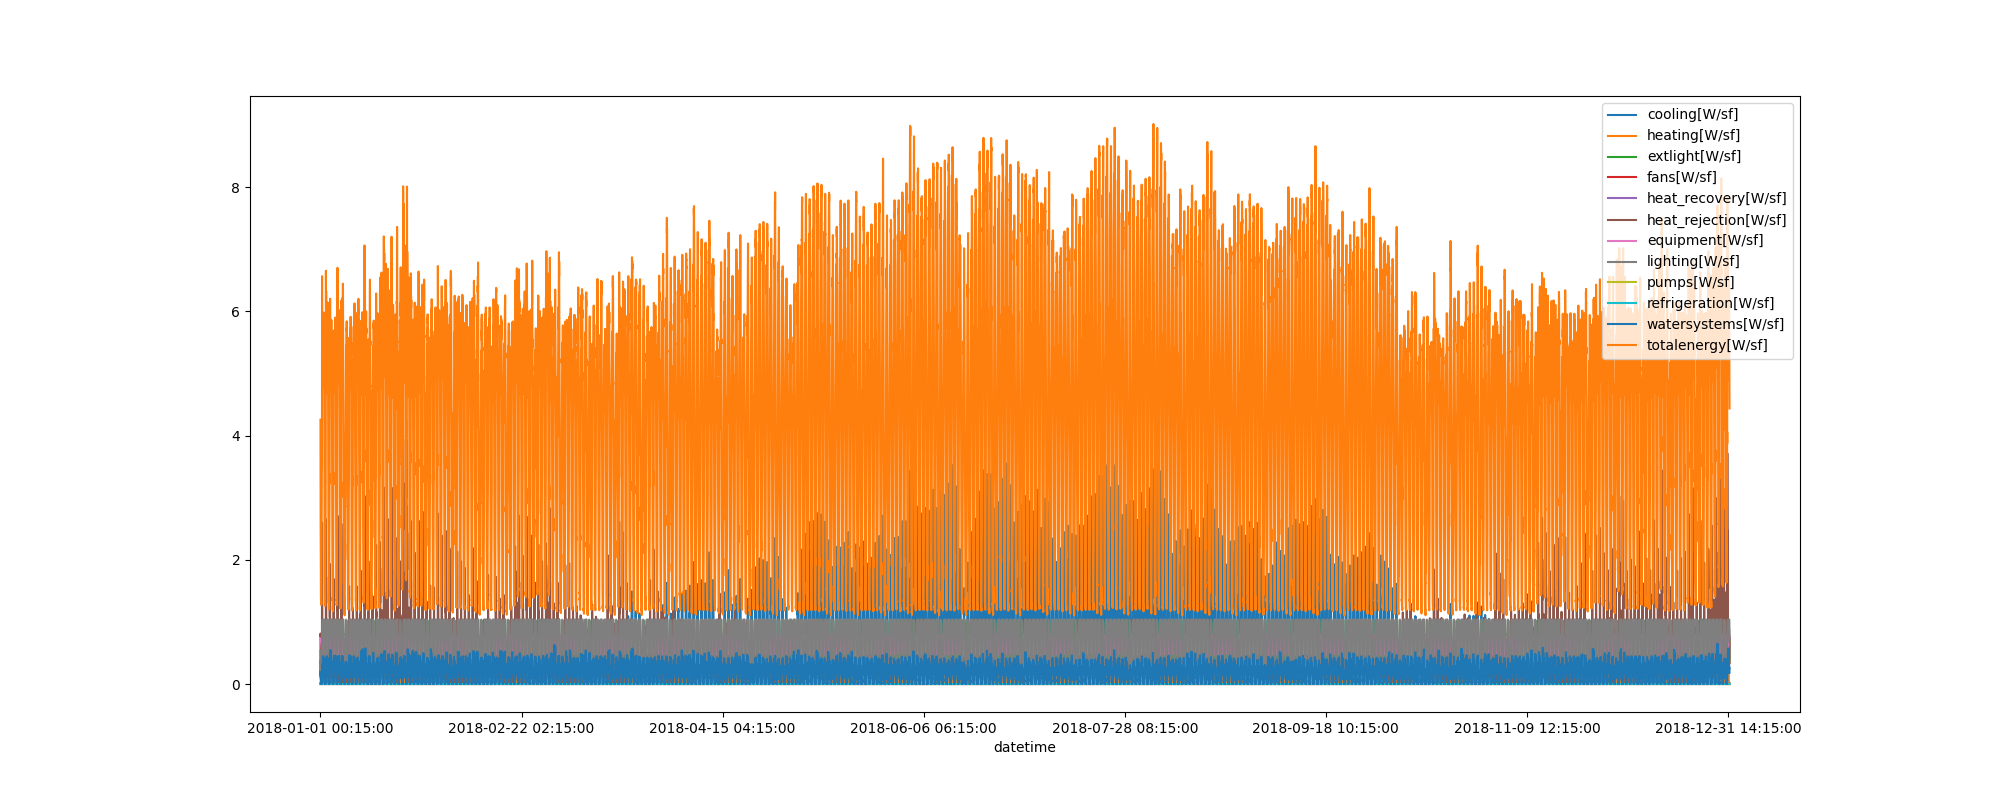 cooling[W/sf]
heating[W/sf]
extlight[W/sf]
fans[W/sf]
heat_recovery[W/sf]
heat_rejection[W/sf]
equipment[W/sf]
lighting[W/sf]
pumps[W/sf]
refrigeration[W/sf]
watersystems[W/sf]
totalenergy[W/sf]
8
6
4
2
0
2018-01-01 00:15:00 2018-02-22 02:15:00 2018-04-15 04:15:00 2018-06-06 06:15:00 2018-07-28 08:15:00 2018-09-18 10:15:00 2018-11-09 12:15:00 2018-12-31 14:15:00
datetime